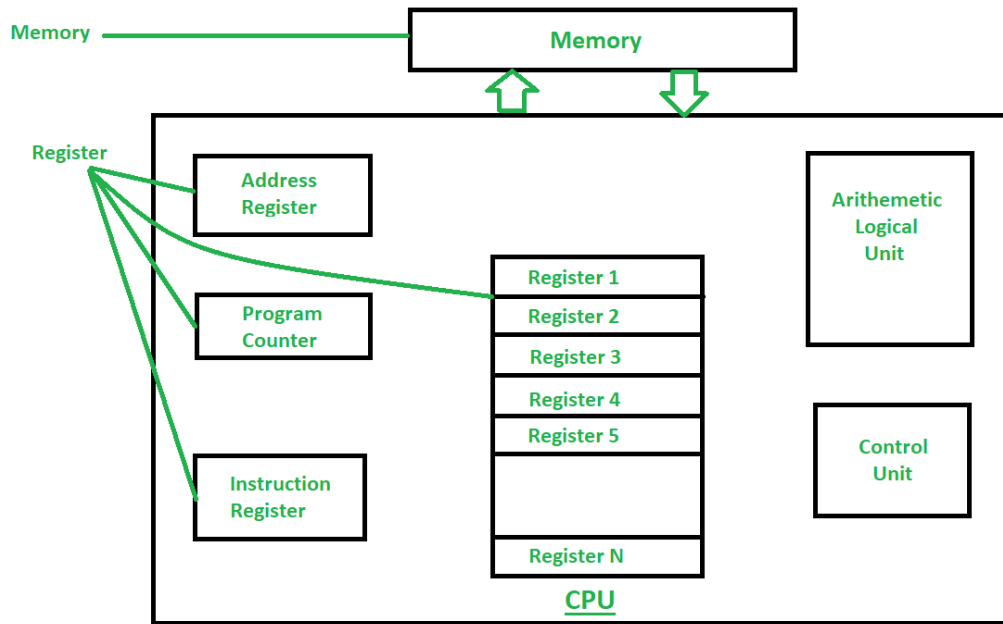 Memory
Memory
Register
Address
Register
Arithemetic
Logical
Unit
Register 1
Program
Counter
Register 2
Register 3
Register 4
Register 5
Control
Unit
Instruction
Register
Register N
CPU